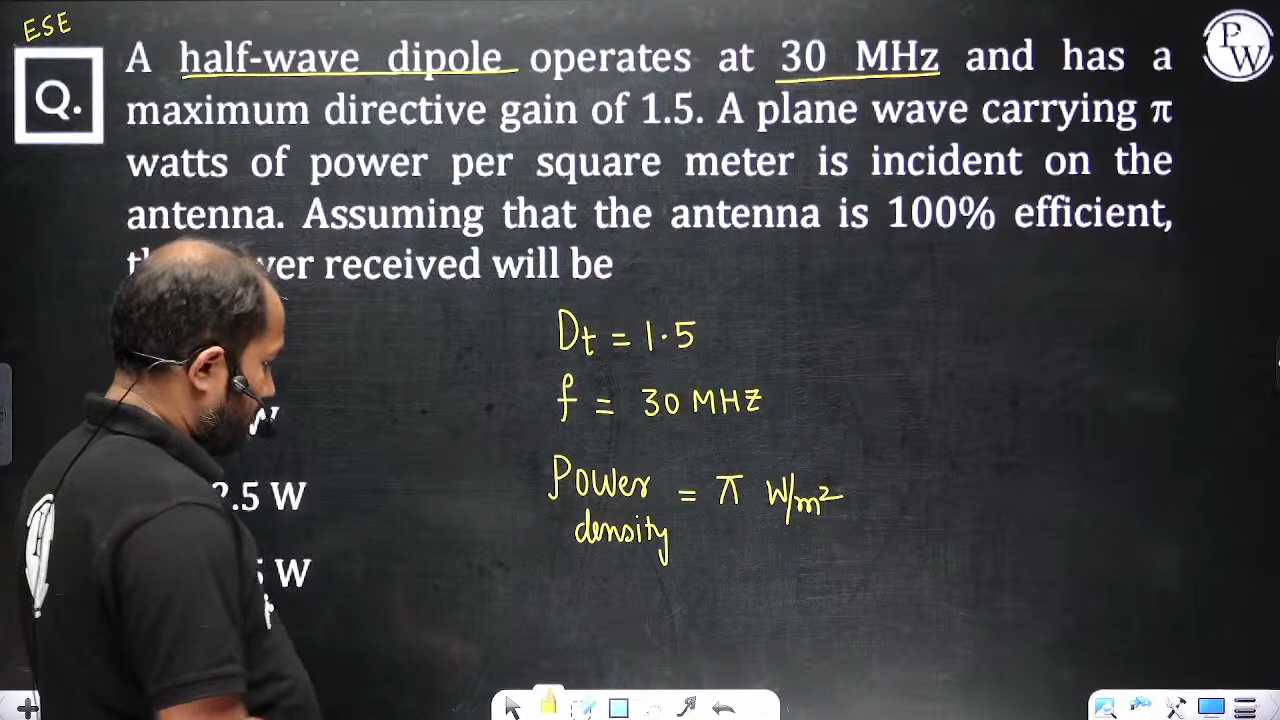 ESE
PW
Q.
A half-wave dipole operates at 30 MHz and has a
maximum directive gain of 1.5. A plane wave carrying π
watts of power per square meter is incident on the
antenna. Assuming that the antenna is 100% efficient,
received will be
Dt = 1.5
f = 30 MHZ
Power density = π W/m²
.5 W
W